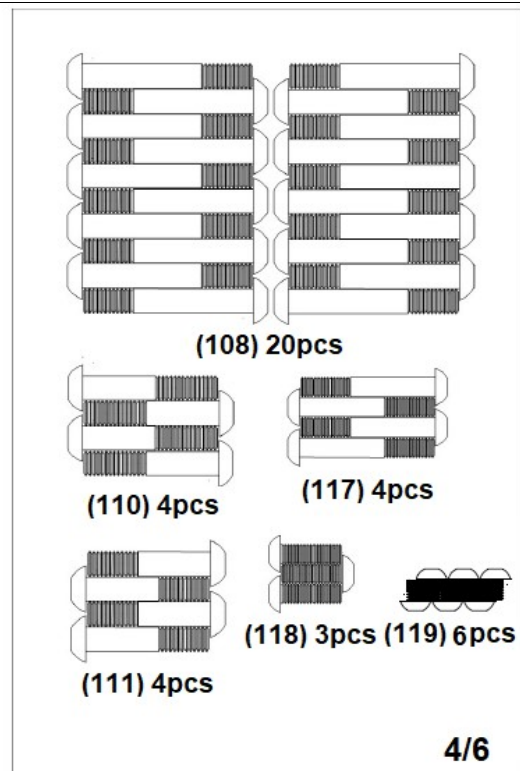 (108) 20pcs
(110) 4pcs
(117) 4pcs
(118) 3pcs
(119) 6pcs
(111) 4pcs
4/6